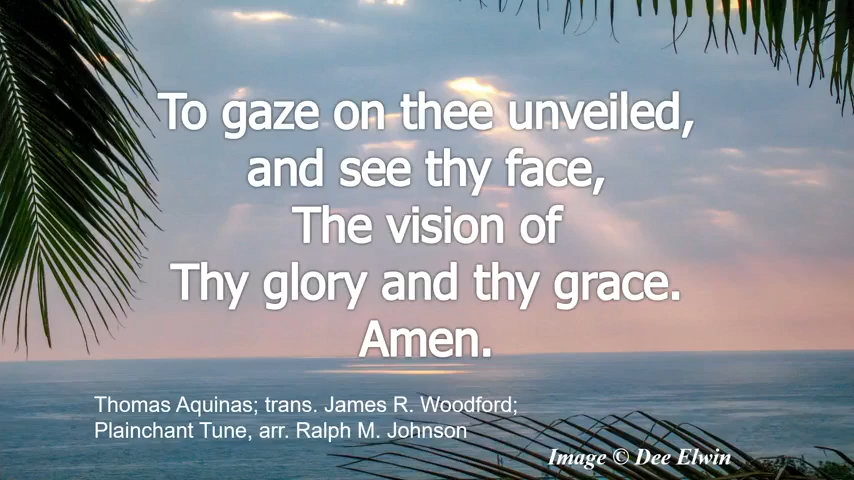 To gaze on thee unveiled,
and see thy face,
The vision of
Thy glory and thy grace.
Amen.
Thomas Aquinas; trans. James R. Woodford;
Plainchant Tune, arr. Ralph M. Johnson
Image © Dee Elwin